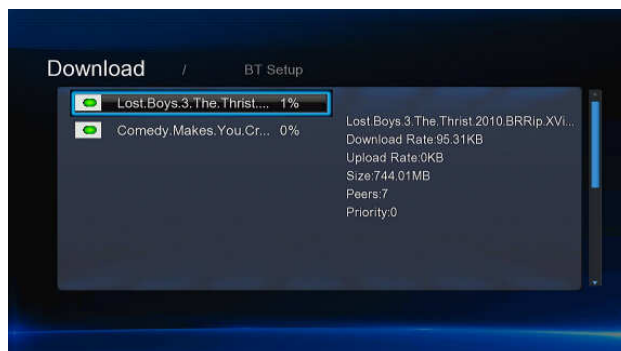 Download / BT Setup
Lost.Boys.3.The.Thrist.... 1%
Comedy.Makes.You.Cr... 0%
Lost.Boys.3.The.Thrist.2010.BRRip.XVi...
Download Rate:95.31KB
Upload Rate:0KB
Size:744.01MB
Peers:7
Priority:0